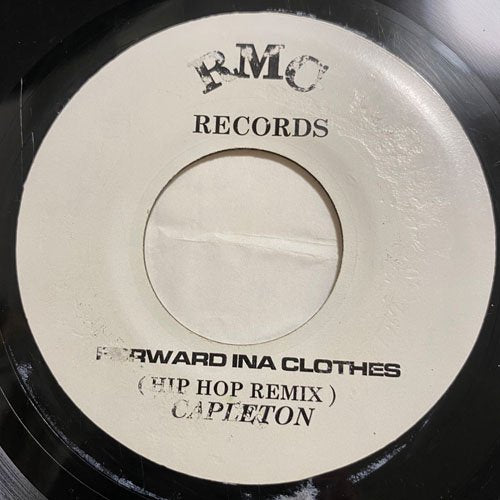 RMC
RECORDS
FORWARD INA CLOTHES
( HIP HOP REMIX )
CAPLETON